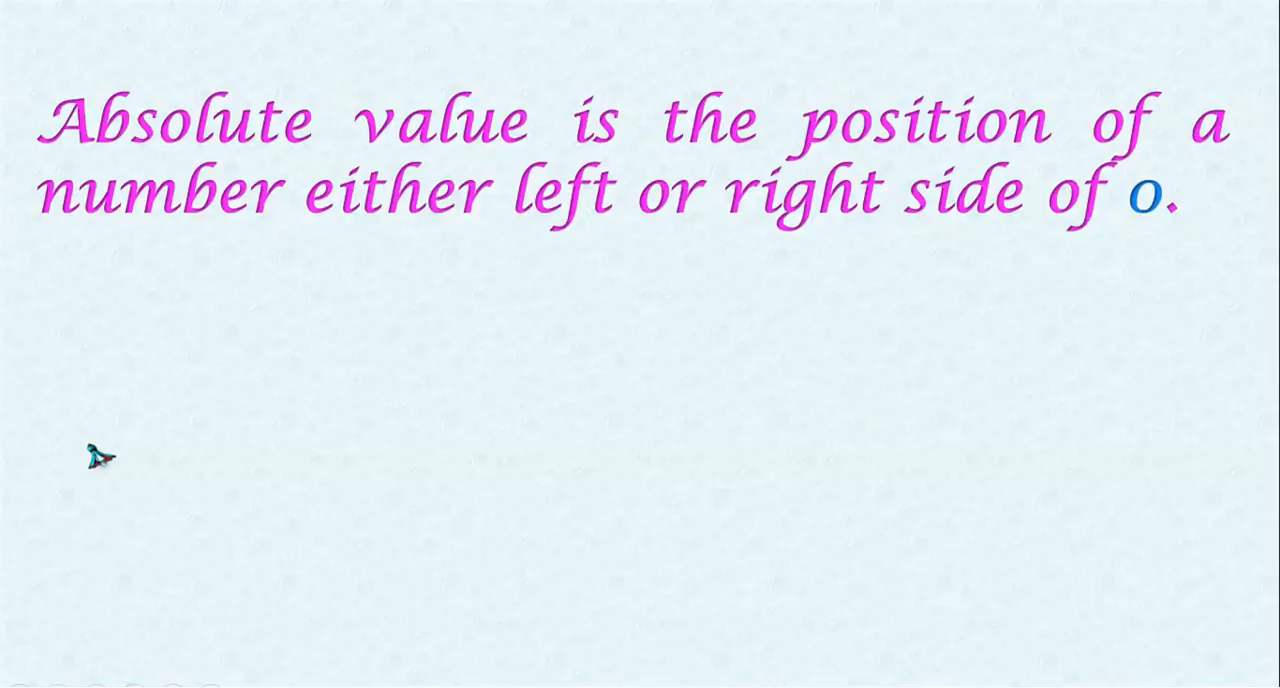 Absolute value is the position of a
number either left or right side of 0.